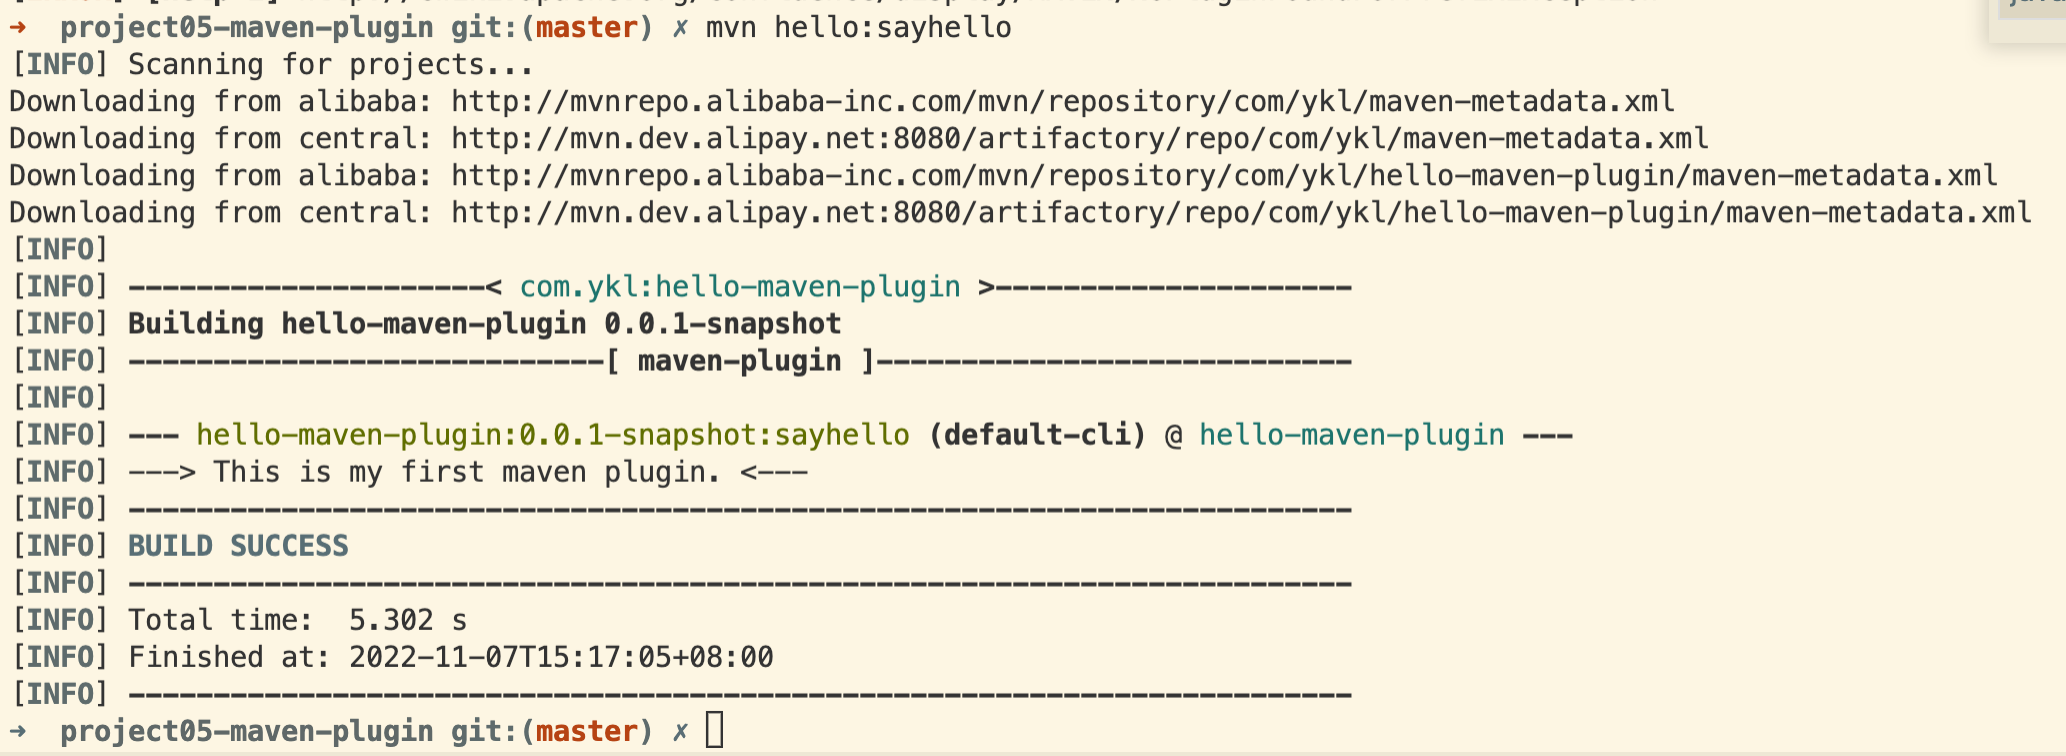 ➜  project05-maven-plugin git:(master) ✗ mvn hello:sayhello
[INFO] Scanning for projects...
Downloading from alibaba: http://mvnrepo.alibaba-inc.com/mvn/repository/com/ykl/maven-metadata.xml
Downloading from central: http://mvn.dev.alipay.net:8080/artifactory/repo/com/ykl/maven-metadata.xml
Downloading from alibaba: http://mvnrepo.alibaba-inc.com/mvn/repository/com/ykl/hello-maven-plugin/maven-metadata.xml
Downloading from central: http://mvn.dev.alipay.net:8080/artifactory/repo/com/ykl/hello-maven-plugin/maven-metadata.xml
[INFO]
[INFO] ---------------------< com.ykl:hello-maven-plugin >---------------------
[INFO] Building hello-maven-plugin 0.0.1-snapshot
[INFO] ----------------------------[ maven-plugin ]----------------------------
[INFO]
[INFO] --- hello-maven-plugin:0.0.1-snapshot:sayhello (default-cli) @ hello-maven-plugin ---
[INFO] ---> This is my first maven plugin. <---
[INFO] ------------------------------------------------------------------------
[INFO] BUILD SUCCESS
[INFO] ------------------------------------------------------------------------
[INFO] Total time:  5.302 s
[INFO] Finished at: 2022-11-07T15:17:05+08:00
[INFO] ------------------------------------------------------------------------
➜  project05-maven-plugin git:(master) ✗